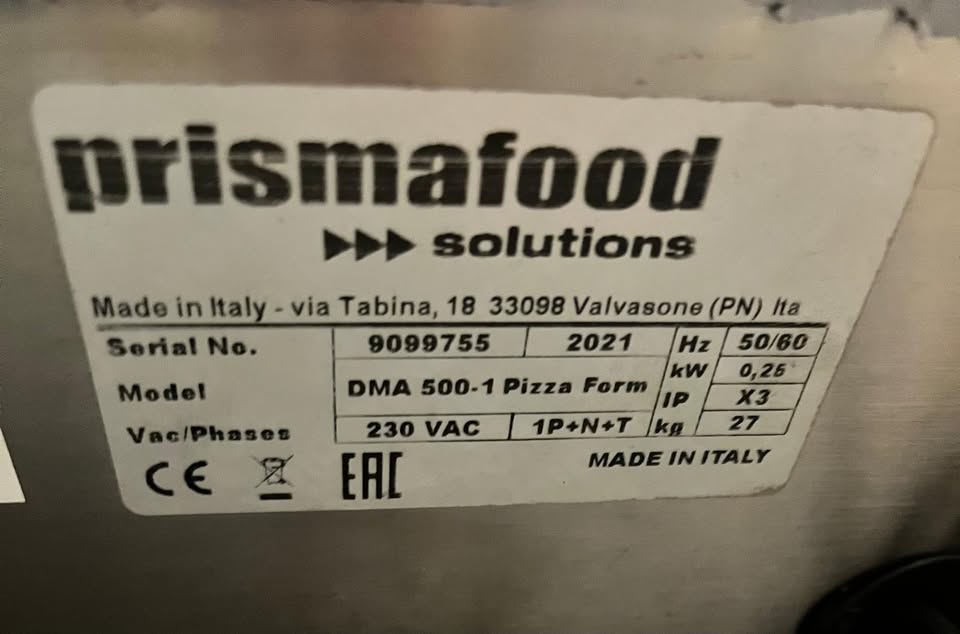 prismafood
solutions
Made in Italy - via Tabina, 18 33098 Valvasone (PN) Ita
Serial No. 9099755 2021 Hz 50/60
Model DMA 500-1 Pizza Form kW 0,25
IP X3
Vac/Phases 230 VAC 1P+N+T kg 27
CE EAC MADE IN ITALY